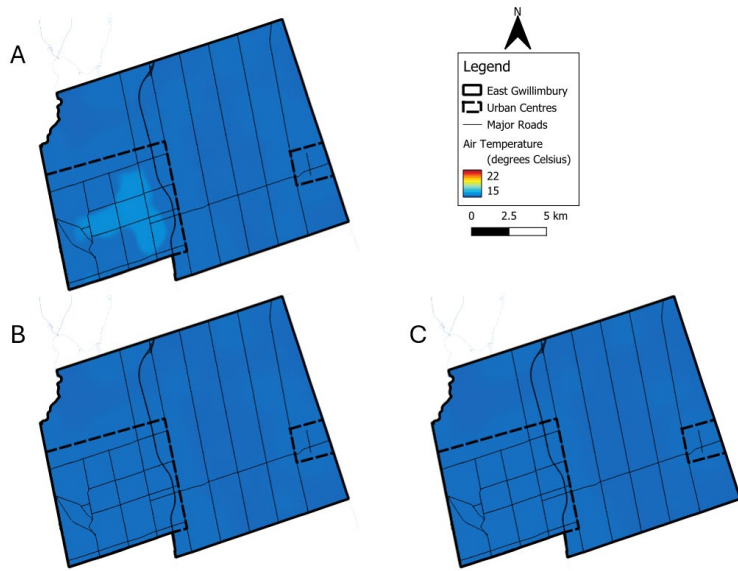 A
N
Legend
East Gwillimbury
Urban Centres
Major Roads
Air Temperature
(degrees Celsius)
22
15
0 2.5 5 km
B
C